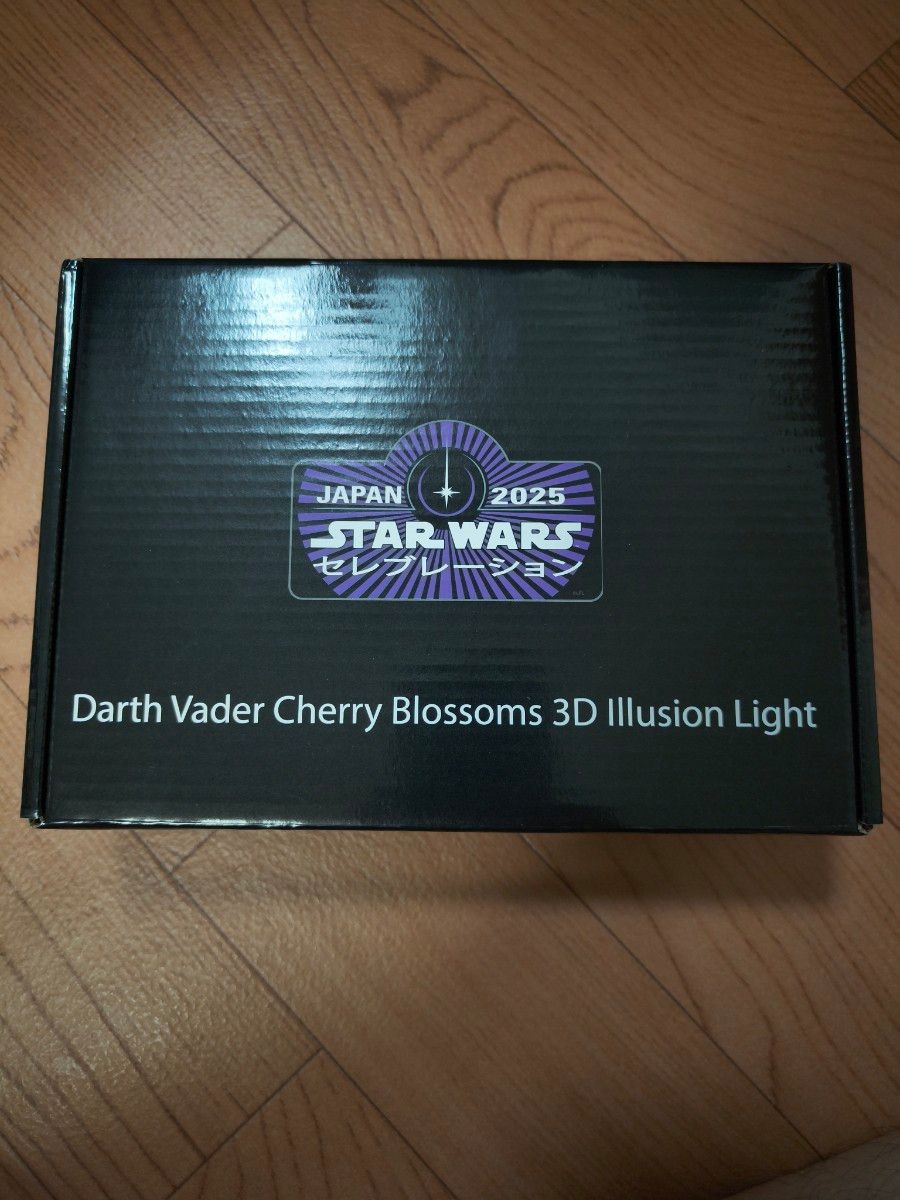 JAPAN 2025
STAR WARS
セレブレーション
Darth Vader Cherry Blossoms 3D Illusion Light